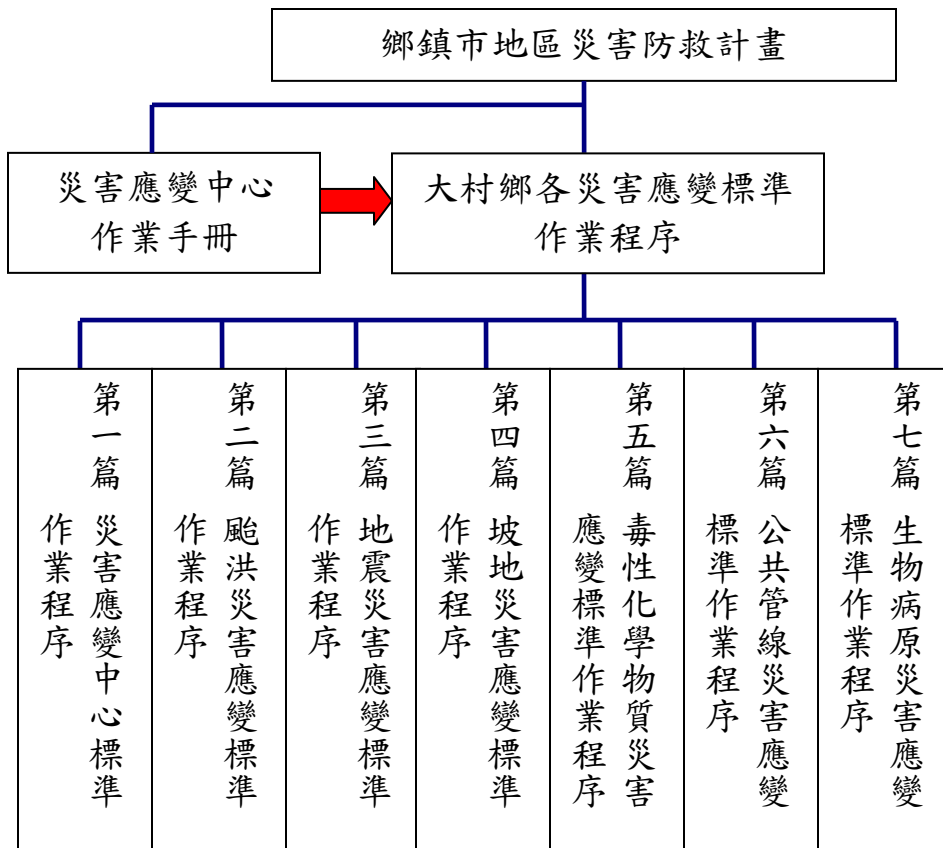 鄉鎮市地區災害防救計畫
災害應變中心
作業手冊
大村鄉各災害應變標準
作業程序
第一篇 災害應變中心標準
作業程序
第二篇 颱洪災害應變標準
作業程序
第三篇 地震災害應變標準
作業程序
第四篇 坡地災害應變標準
作業程序
第五篇 毒性化學物質災害
應變標準作業程序
第六篇 公共管線災害應變
標準作業程序
第七篇 生物病原災害應變
標準作業程序